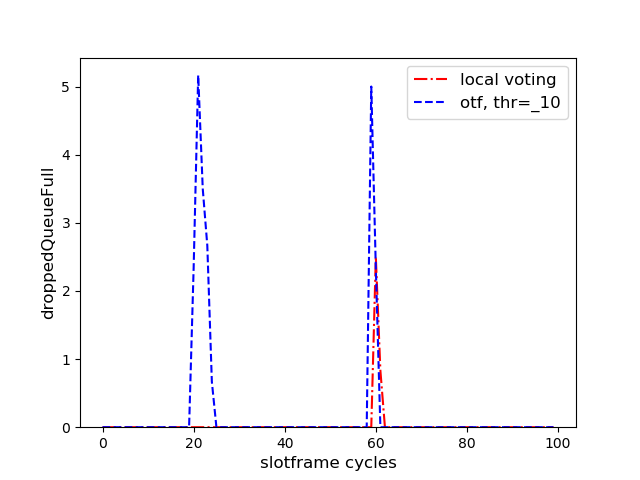 local voting
otf, thr=_10
droppedQueueFull
5
4
3
2
1
0
0 20 40 60 80 100
slotframe cycles